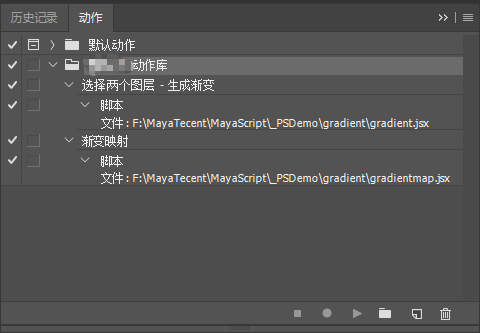 历史记录 动作
默认动作
动作库
选择两个图层 - 生成渐变
脚本
文件：F:\MayaTecent\MayaScript\_PSDemo\gradient\gradient.jsx
渐变映射
脚本
文件：F:\MayaTecent\MayaScript\_PSDemo\gradient\gradientmap.jsx